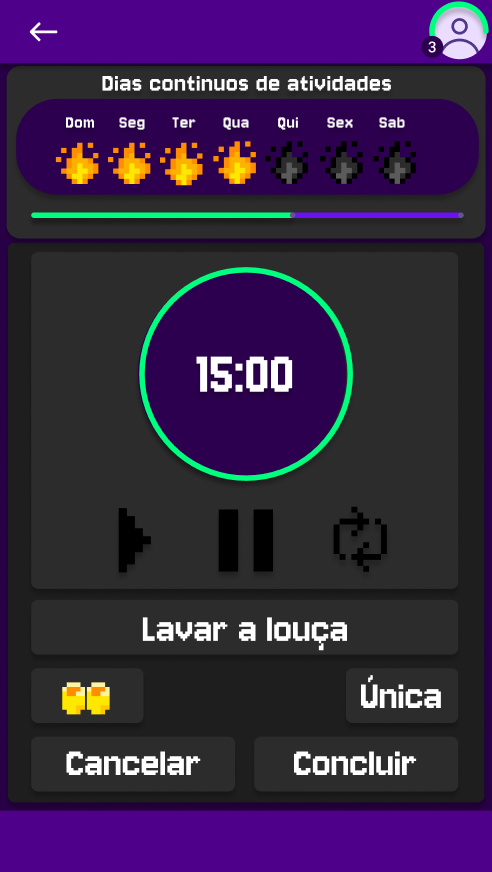 3
Dias continuos de atividades
Dom Seg Ter Qua Qui Sex Sab
15:00
Lavar a louça
Única
Cancelar Concluir